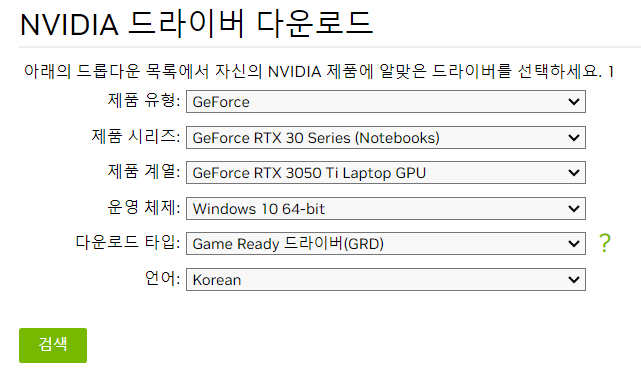 NVIDIA 드라이버 다운로드
아래의 드롭다운 목록에서 자신의 NVIDIA 제품에 알맞은 드라이버를 선택하세요. 1
제품 유형: GeForce
제품 시리즈: GeForce RTX 30 Series (Notebooks)
제품 계열: GeForce RTX 3050 Ti Laptop GPU
운영 체제: Windows 10 64-bit
다운로드 타입: Game Ready 드라이버(GRD) ?
언어: Korean
검색